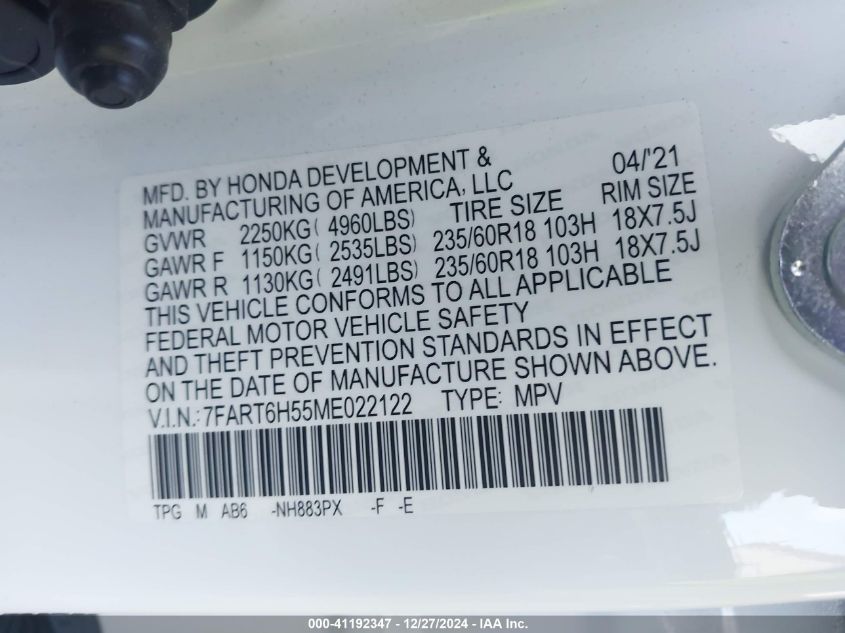 MFD. BY HONDA DEVELOPMENT & 04/'21
MANUFACTURING OF AMERICA, LLC
GVWR 2250KG( 4960LBS) TIRE SIZE RIM SIZE
GAWR F 1150KG( 2535LBS) 235/60R18 103H 18X7.5J
GAWR R 1130KG( 2491LBS) 235/60R18 103H 18X7.5J
THIS VEHICLE CONFORMS TO ALL APPLICABLE
FEDERAL MOTOR VEHICLE SAFETY
AND THEFT PREVENTION STANDARDS IN EFFECT
ON THE DATE OF MANUFACTURE SHOWN ABOVE.
V.I.N.: 7FART6H55ME022122 TYPE: MPV
TPG M AB6 -NH883PX -F -E
000-41192347 - 12/27/2024 - IAA Inc.